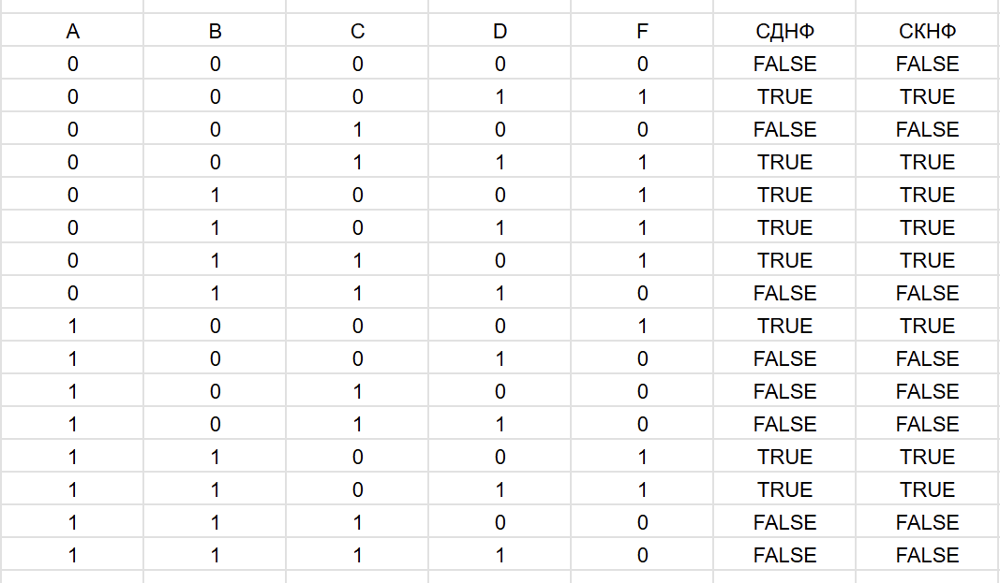 A B C D F СДНФ СКНФ
0 0 0 0 0 FALSE FALSE
0 0 0 1 1 TRUE TRUE
0 0 1 0 0 FALSE FALSE
0 0 1 1 1 TRUE TRUE
0 1 0 0 1 TRUE TRUE
0 1 0 1 1 TRUE TRUE
0 1 1 0 1 TRUE TRUE
0 1 1 1 0 FALSE FALSE
1 0 0 0 1 TRUE TRUE
1 0 0 1 0 FALSE FALSE
1 0 1 0 0 FALSE FALSE
1 0 1 1 0 FALSE FALSE
1 1 0 0 1 TRUE TRUE
1 1 0 1 1 TRUE TRUE
1 1 1 0 0 FALSE FALSE
1 1 1 1 0 FALSE FALSE